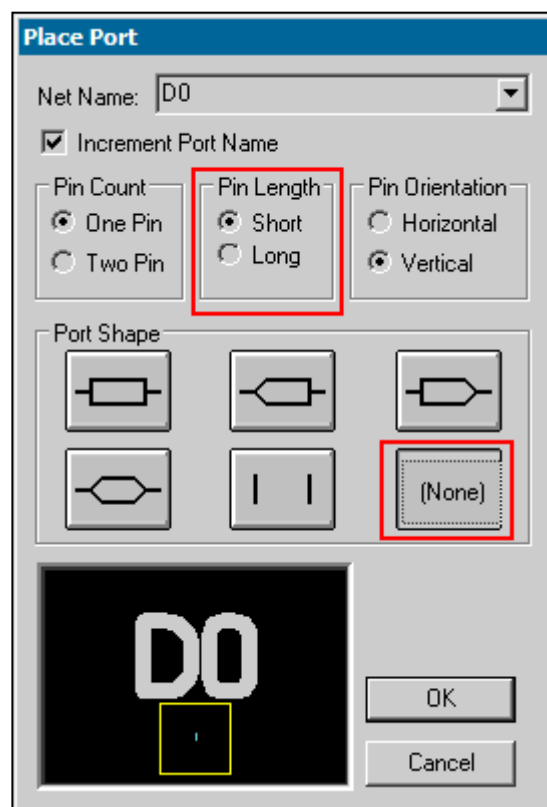 Place Port
Net Name: D0
Increment Port Name
Pin Count
One Pin
Two Pin
Pin Length
Short
Long
Pin Orientation
Horizontal
Vertical
Port Shape
(None)
D0
OK
Cancel